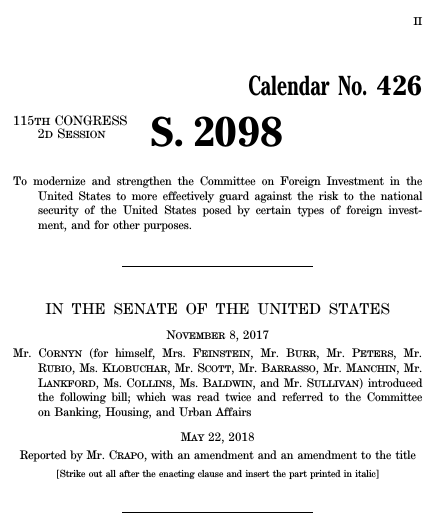 II
Calendar No. 426
115TH CONGRESS
2D SESSION
S. 2098
To modernize and strengthen the Committee on Foreign Investment in the
United States to more effectively guard against the risk to the national
security of the United States posed by certain types of foreign invest-
ment, and for other purposes.
IN THE SENATE OF THE UNITED STATES
NOVEMBER 8, 2017
Mr. CORNYN (for himself, Mrs. FEINSTEIN, Mr. BURR, Mr. PETERS, Mr.
RUBIO, Ms. KLOBUCHAR, Mr. SCOTT, Mr. BARRASSO, Mr. MANCHIN, Mr.
LANKFORD, Ms. COLLINS, Ms. BALDWIN, and Mr. SULLIVAN) introduced
the following bill; which was read twice and referred to the Committee
on Banking, Housing, and Urban Affairs
MAY 22, 2018
Reported by Mr. CRAPO, with an amendment and an amendment to the title
[Strike out all after the enacting clause and insert the part printed in italic]